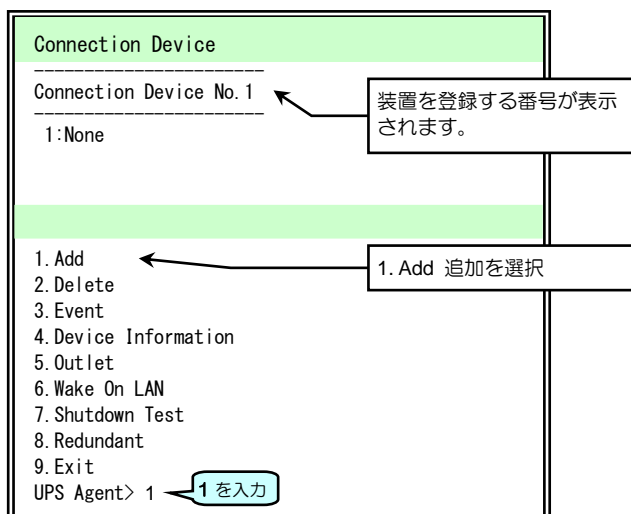 Connection Device
-----------------------
Connection Device No.1
-----------------------
装置を登録する番号が表示
されます。
1:None
1.Add
1.Add 追加を選択
2.Delete
3.Event
4.Device Information
5.Outlet
6.Wake On LAN
7.Shutdown Test
8.Redundant
9.Exit
UPS Agent> 1
1 を入力